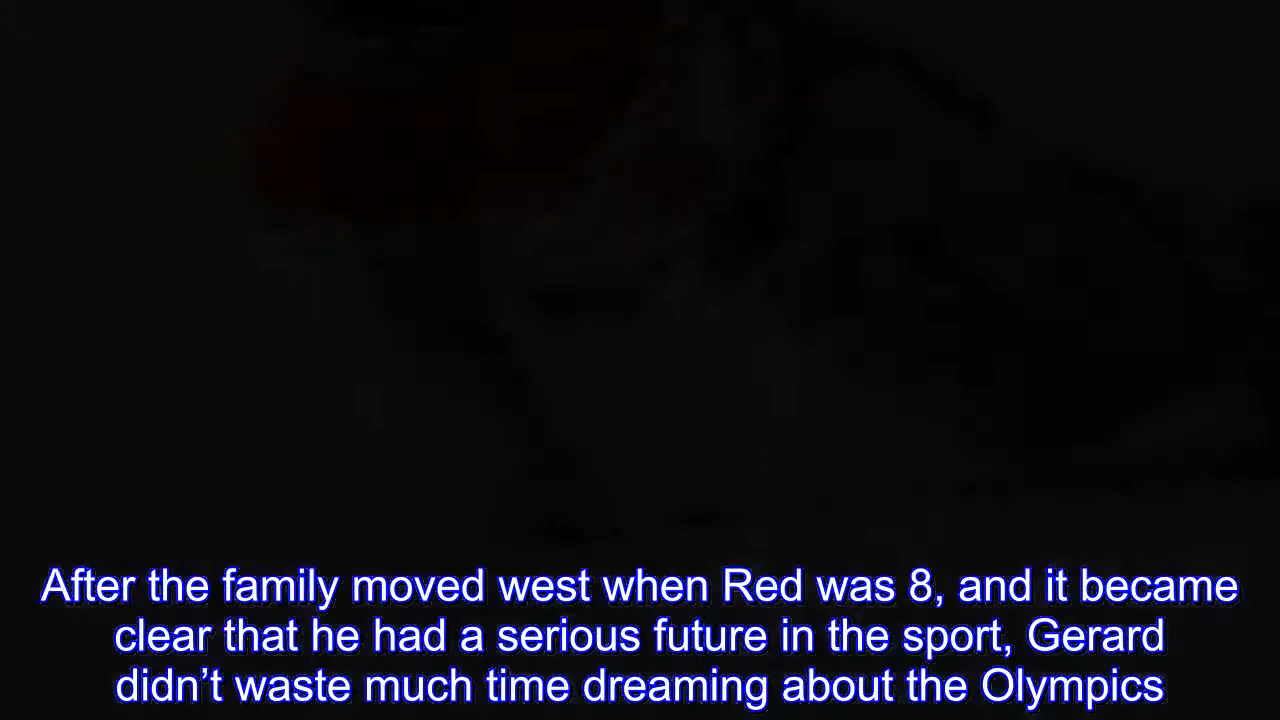 After the family moved west when Red was 8, and it became
clear that he had a serious future in the sport, Gerard
didn’t waste much time dreaming about the Olympics